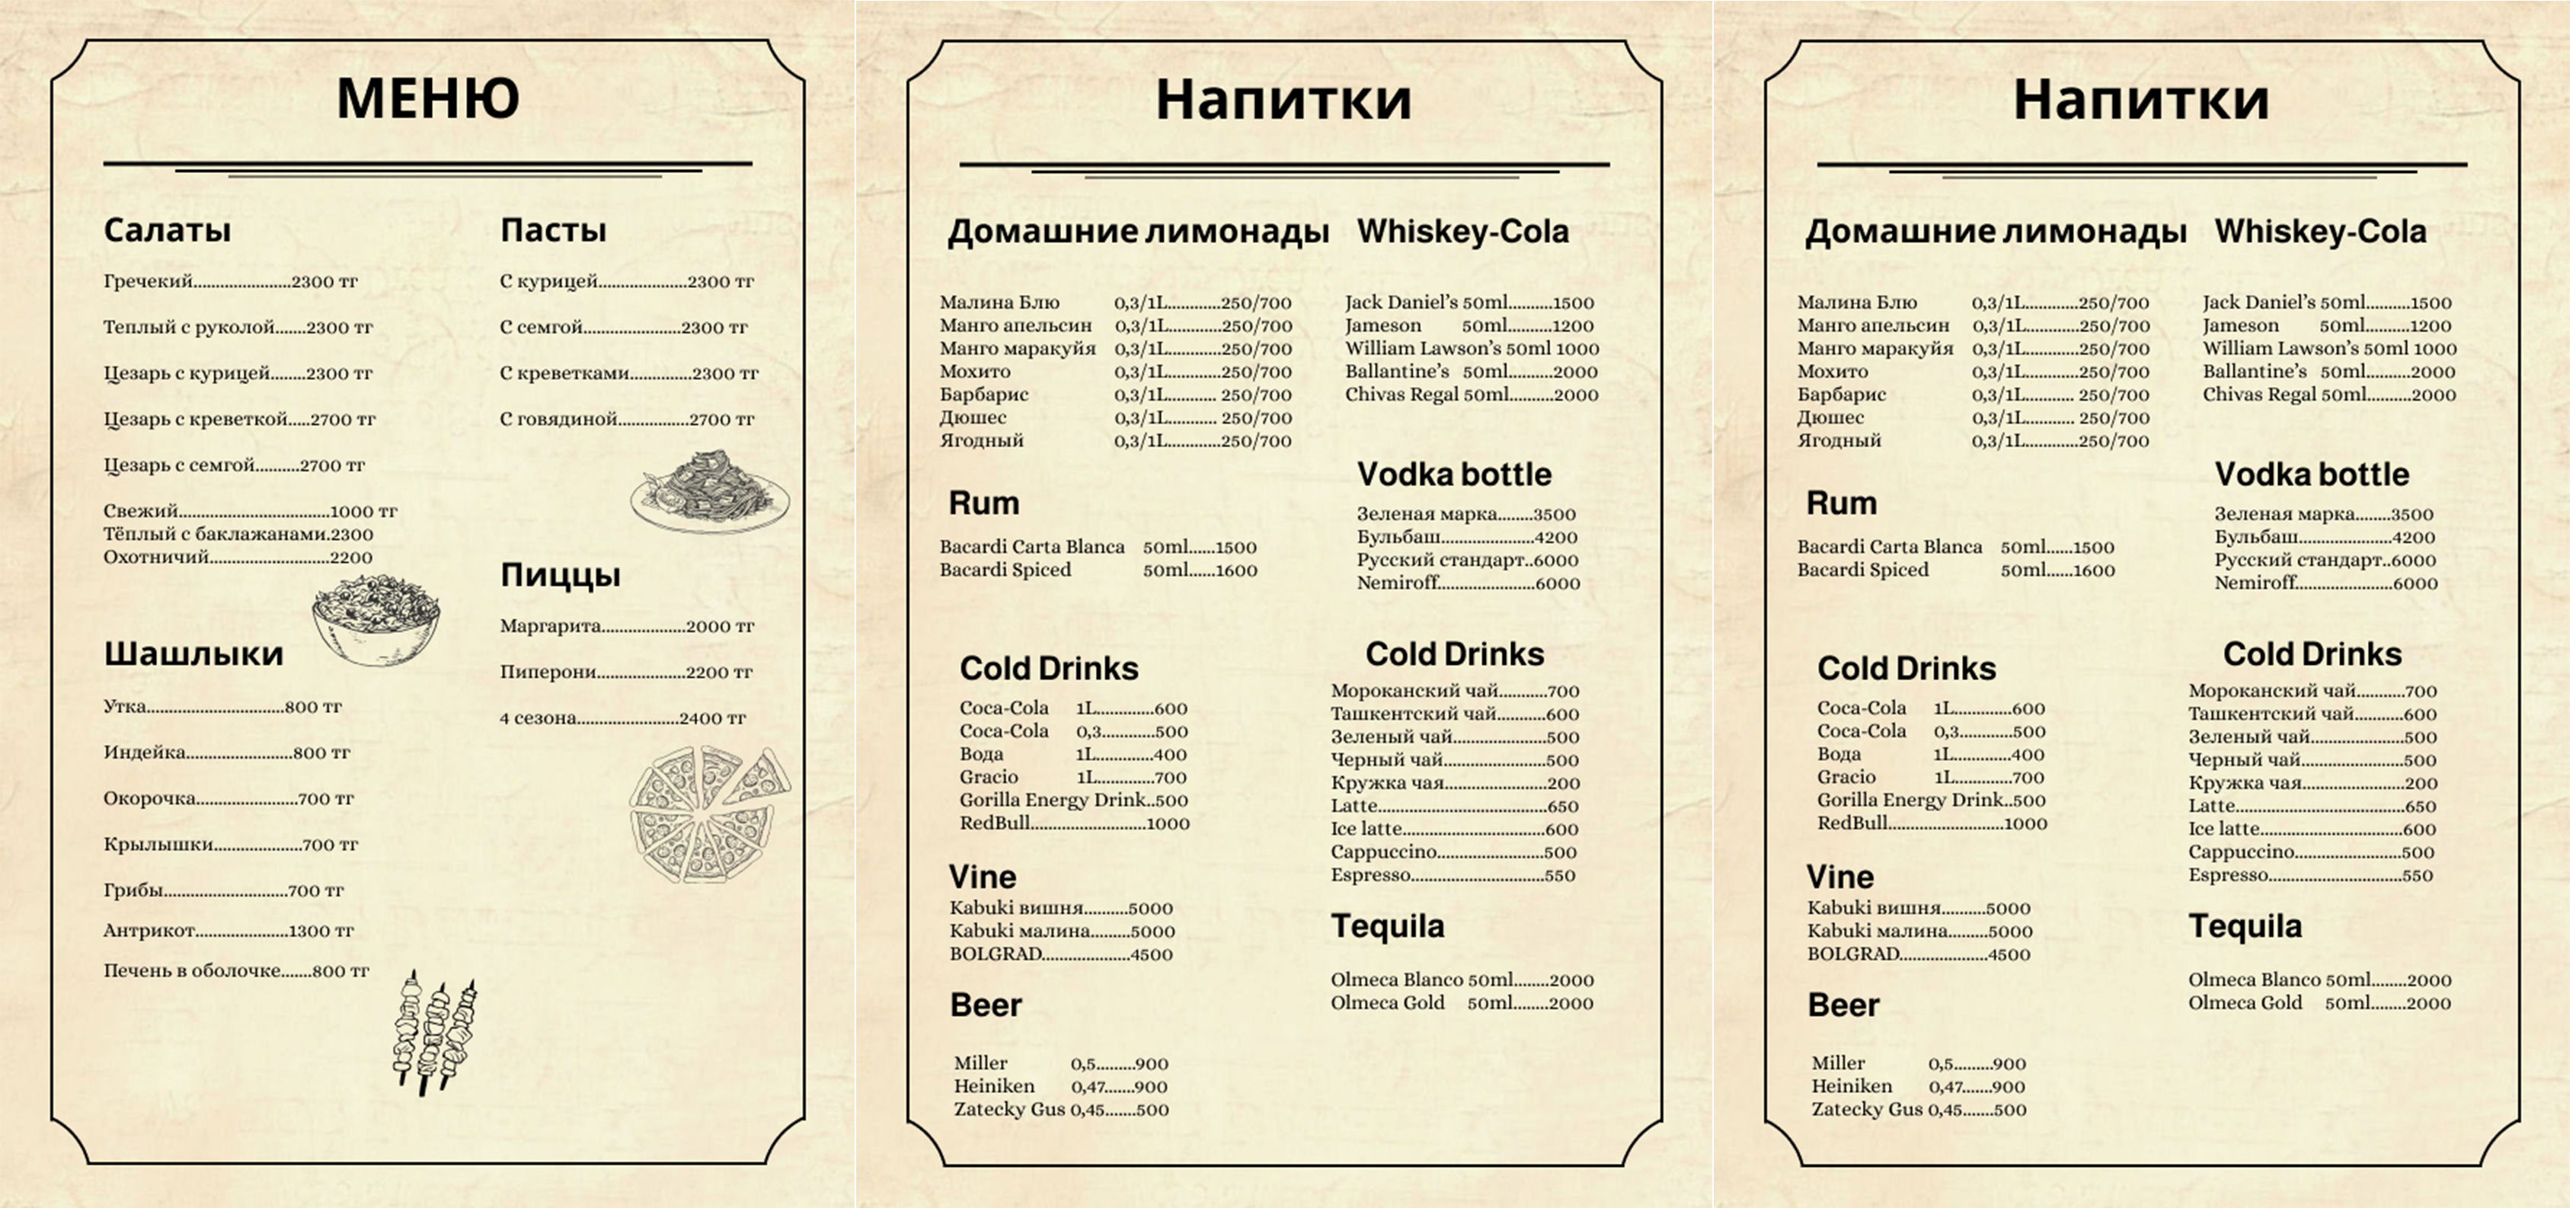 МЕНЮ
Салаты
Гречекий......................2300 тг
Теплый с руколой.......2300 тг
Цезарь с курицей........2300 тг
Цезарь с креветкой.....2700 тг
Цезарь с семгой..........2700 тг
Свежий..................................1000 тг
Тёплый с баклажанами.2300
Охотничий...........................2200
Шашлыки
Утка...............................800 тг
Индейка........................800 тг
Окорочка.......................700 тг
Крылышки....................700 тг
Грибы............................700 тг
Антрикот.....................1300 тг
Печень в оболочке.......800 тг
Пасты
С курицей....................2300 тг
С семгой......................2300 тг
С креветками..............2300 тг
С говядиной................2700 тг
Пиццы
Маргарита...................2000 тг
Пиперони....................2200 тг
4 сезона.......................2400 тг
Напитки
Домашние лимонады
Малина Блю 0,3/1L............250/700
Манго апельсин 0,3/1L............250/700
Манго маракуйя 0,3/1L............250/700
Мохито 0,3/1L............250/700
Барбарис 0,3/1L........... 250/700
Дюшес 0,3/1L........... 250/700
Ягодный 0,3/1L............250/700
Rum
Bacardi Carta Blanca 50ml......1500
Bacardi Spiced 50ml......1600
Cold Drinks
Coca-Cola 1L.............600
Coca-Cola 0,3............500
Вода 1L.............400
Gracio 1L.............700
Gorilla Energy Drink..500
RedBull..........................1000
Vine
Kabuki вишня..........5000
Kabuki малина.........5000
BOLGRAD....................4500
Beer
Miller 0,5.........900
Heiniken 0,47.......900
Zatecky Gus 0,45.......500
Whiskey-Cola
Jack Daniel’s 50ml..........1500
Jameson 50ml..........1200
William Lawson’s 50ml 1000
Ballantine’s 50ml..........2000
Chivas Regal 50ml..........2000
Vodka bottle
Зеленая марка........3500
Бульбаш.....................4200
Русский стандарт..6000
Nemiroff......................6000
Cold Drinks
Мороканский чай...........700
Ташкентский чай...........600
Зеленый чай.....................500
Черный чай.......................500
Кружка чая.......................200
Latte......................................650
Ice latte................................600
Cappuccino........................500
Espresso..............................550
Tequila
Olmeca Blanco 50ml........2000
Olmeca Gold 50ml........2000
Напитки
Домашние лимонады
Малина Блю 0,3/1L............250/700
Манго апельсин 0,3/1L............250/700
Манго маракуйя 0,3/1L............250/700
Мохито 0,3/1L............250/700
Барбарис 0,3/1L........... 250/700
Дюшес 0,3/1L........... 250/700
Ягодный 0,3/1L............250/700
Rum
Bacardi Carta Blanca 50ml......1500
Bacardi Spiced 50ml......1600
Cold Drinks
Coca-Cola 1L.............600
Coca-Cola 0,3............500
Вода 1L.............400
Gracio 1L.............700
Gorilla Energy Drink..500
RedBull..........................1000
Vine
Kabuki вишня..........5000
Kabuki малина.........5000
BOLGRAD....................4500
Beer
Miller 0,5.........900
Heiniken 0,47.......900
Zatecky Gus 0,45.......500
Whiskey-Cola
Jack Daniel’s 50ml..........1500
Jameson 50ml..........1200
William Lawson’s 50ml 1000
Ballantine’s 50ml..........2000
Chivas Regal 50ml..........2000
Vodka bottle
Зеленая марка........3500
Бульбаш.....................4200
Русский стандарт..6000
Nemiroff......................6000
Cold Drinks
Мороканский чай...........700
Ташкентский чай...........600
Зеленый чай.....................500
Черный чай.......................500
Кружка чая.......................200
Latte......................................650
Ice latte................................600
Cappuccino........................500
Espresso..............................550
Tequila
Olmeca Blanco 50ml........2000
Olmeca Gold 50ml........2000